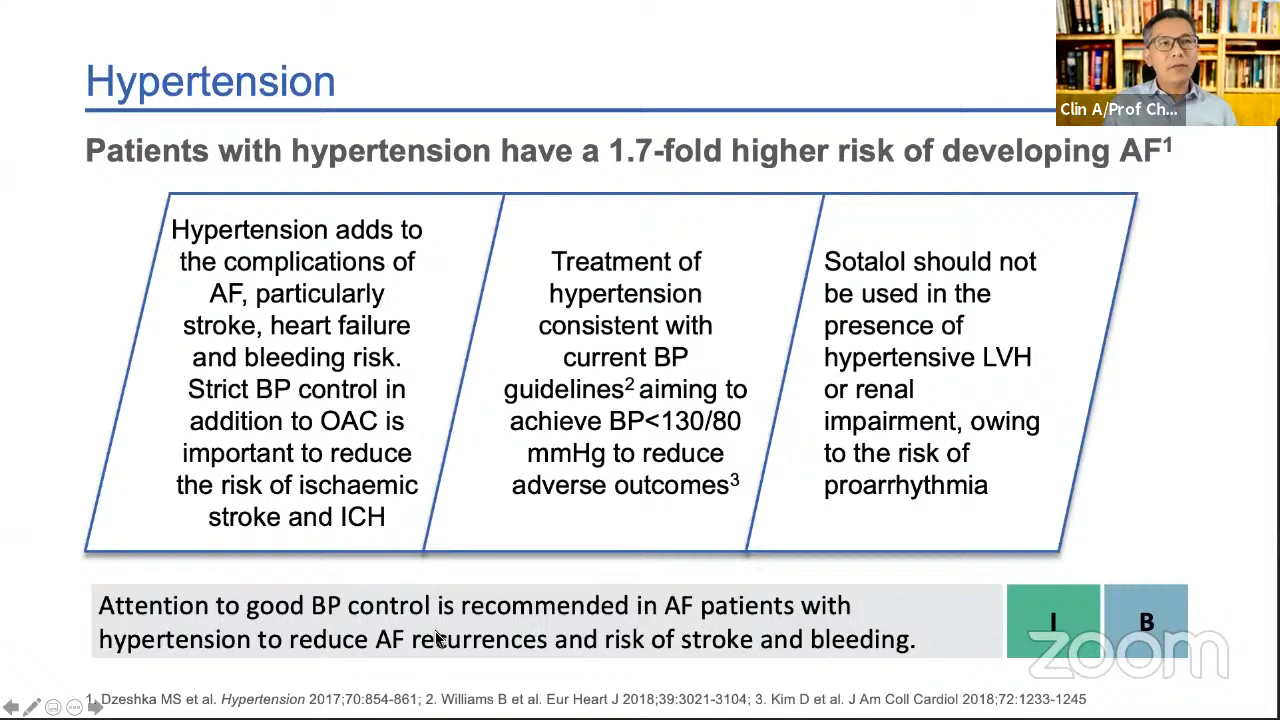 Clin A/Prof Ch...
Hypertension
Patients with hypertension have a 1.7-fold higher risk of developing AF¹
Hypertension adds to
the complications of
AF, particularly
stroke, heart failure
and bleeding risk.
Strict BP control in
addition to OAC is
important to reduce
the risk of ischaemic
stroke and ICH
Treatment of
hypertension
consistent with
current BP
guidelines² aiming to
achieve BP<130/80
mmHg to reduce
adverse outcomes³
Sotalol should not
be used in the
presence of
hypertensive LVH
or renal
impairment, owing
to the risk of
proarrhythmia
Attention to good BP control is recommended in AF patients with
hypertension to reduce AF recurrences and risk of stroke and bleeding.
I
B
zoom
1. Dzeshka MS et al. Hypertension 2017;70:854-861; 2. Williams B et al. Eur Heart J 2018;39:3021-3104; 3. Kim D et al. J Am Coll Cardiol 2018;72:1233-1245